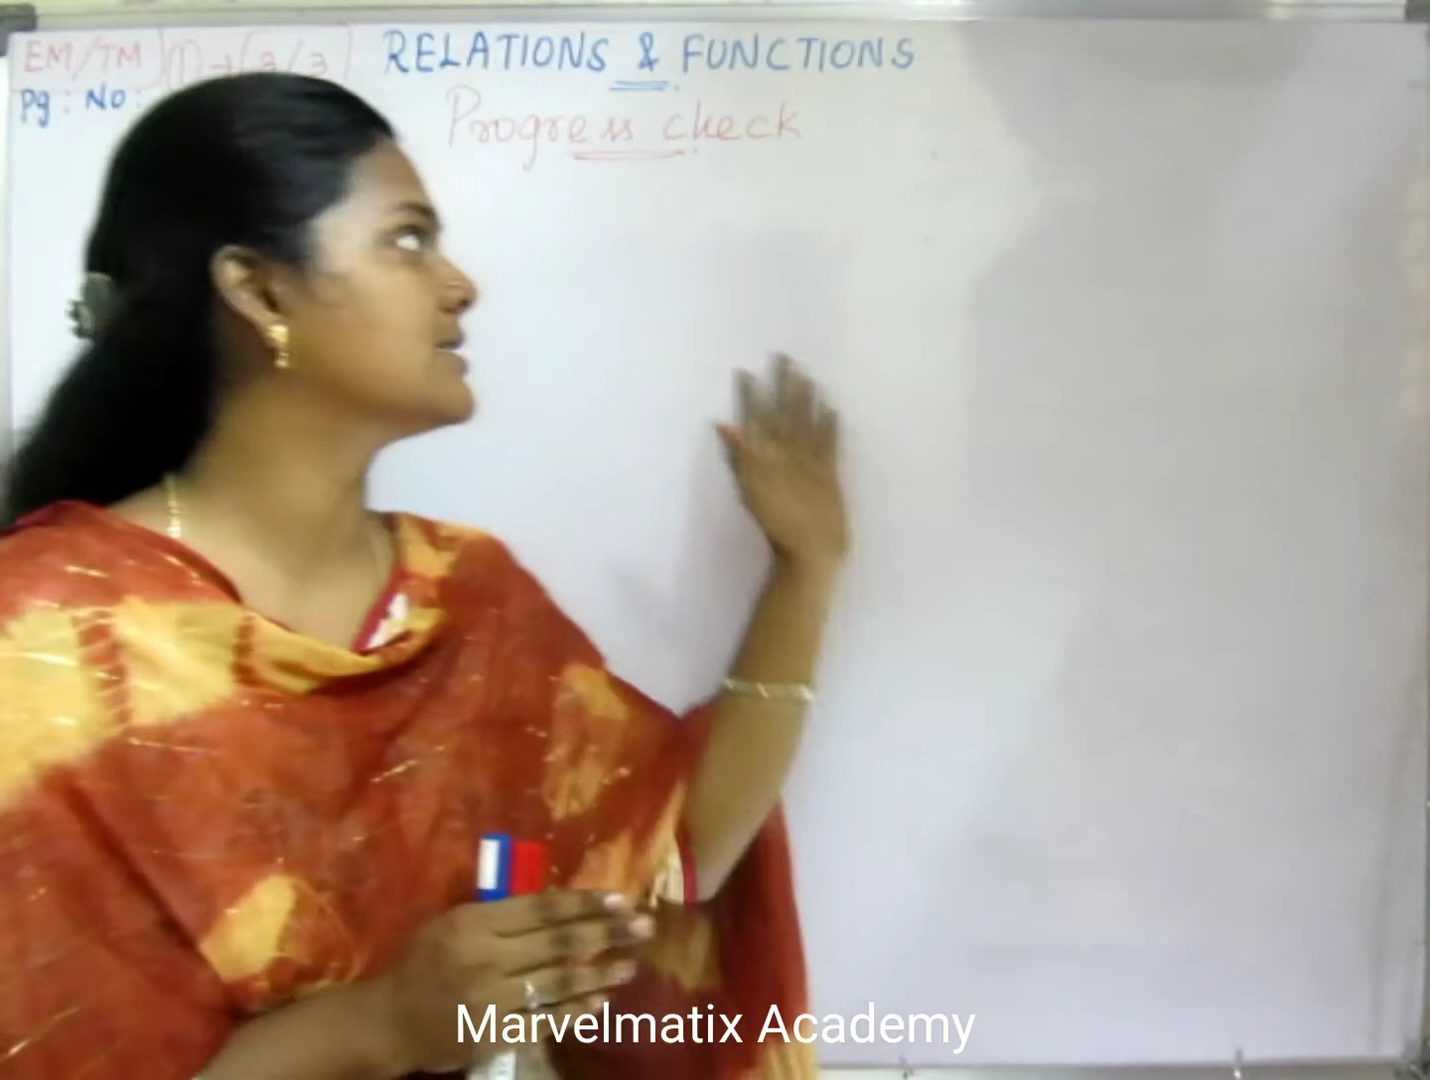 EM/TM RELATIONS & FUNCTIONS
Pg: No:
Progress check
Marvelmatix Academy